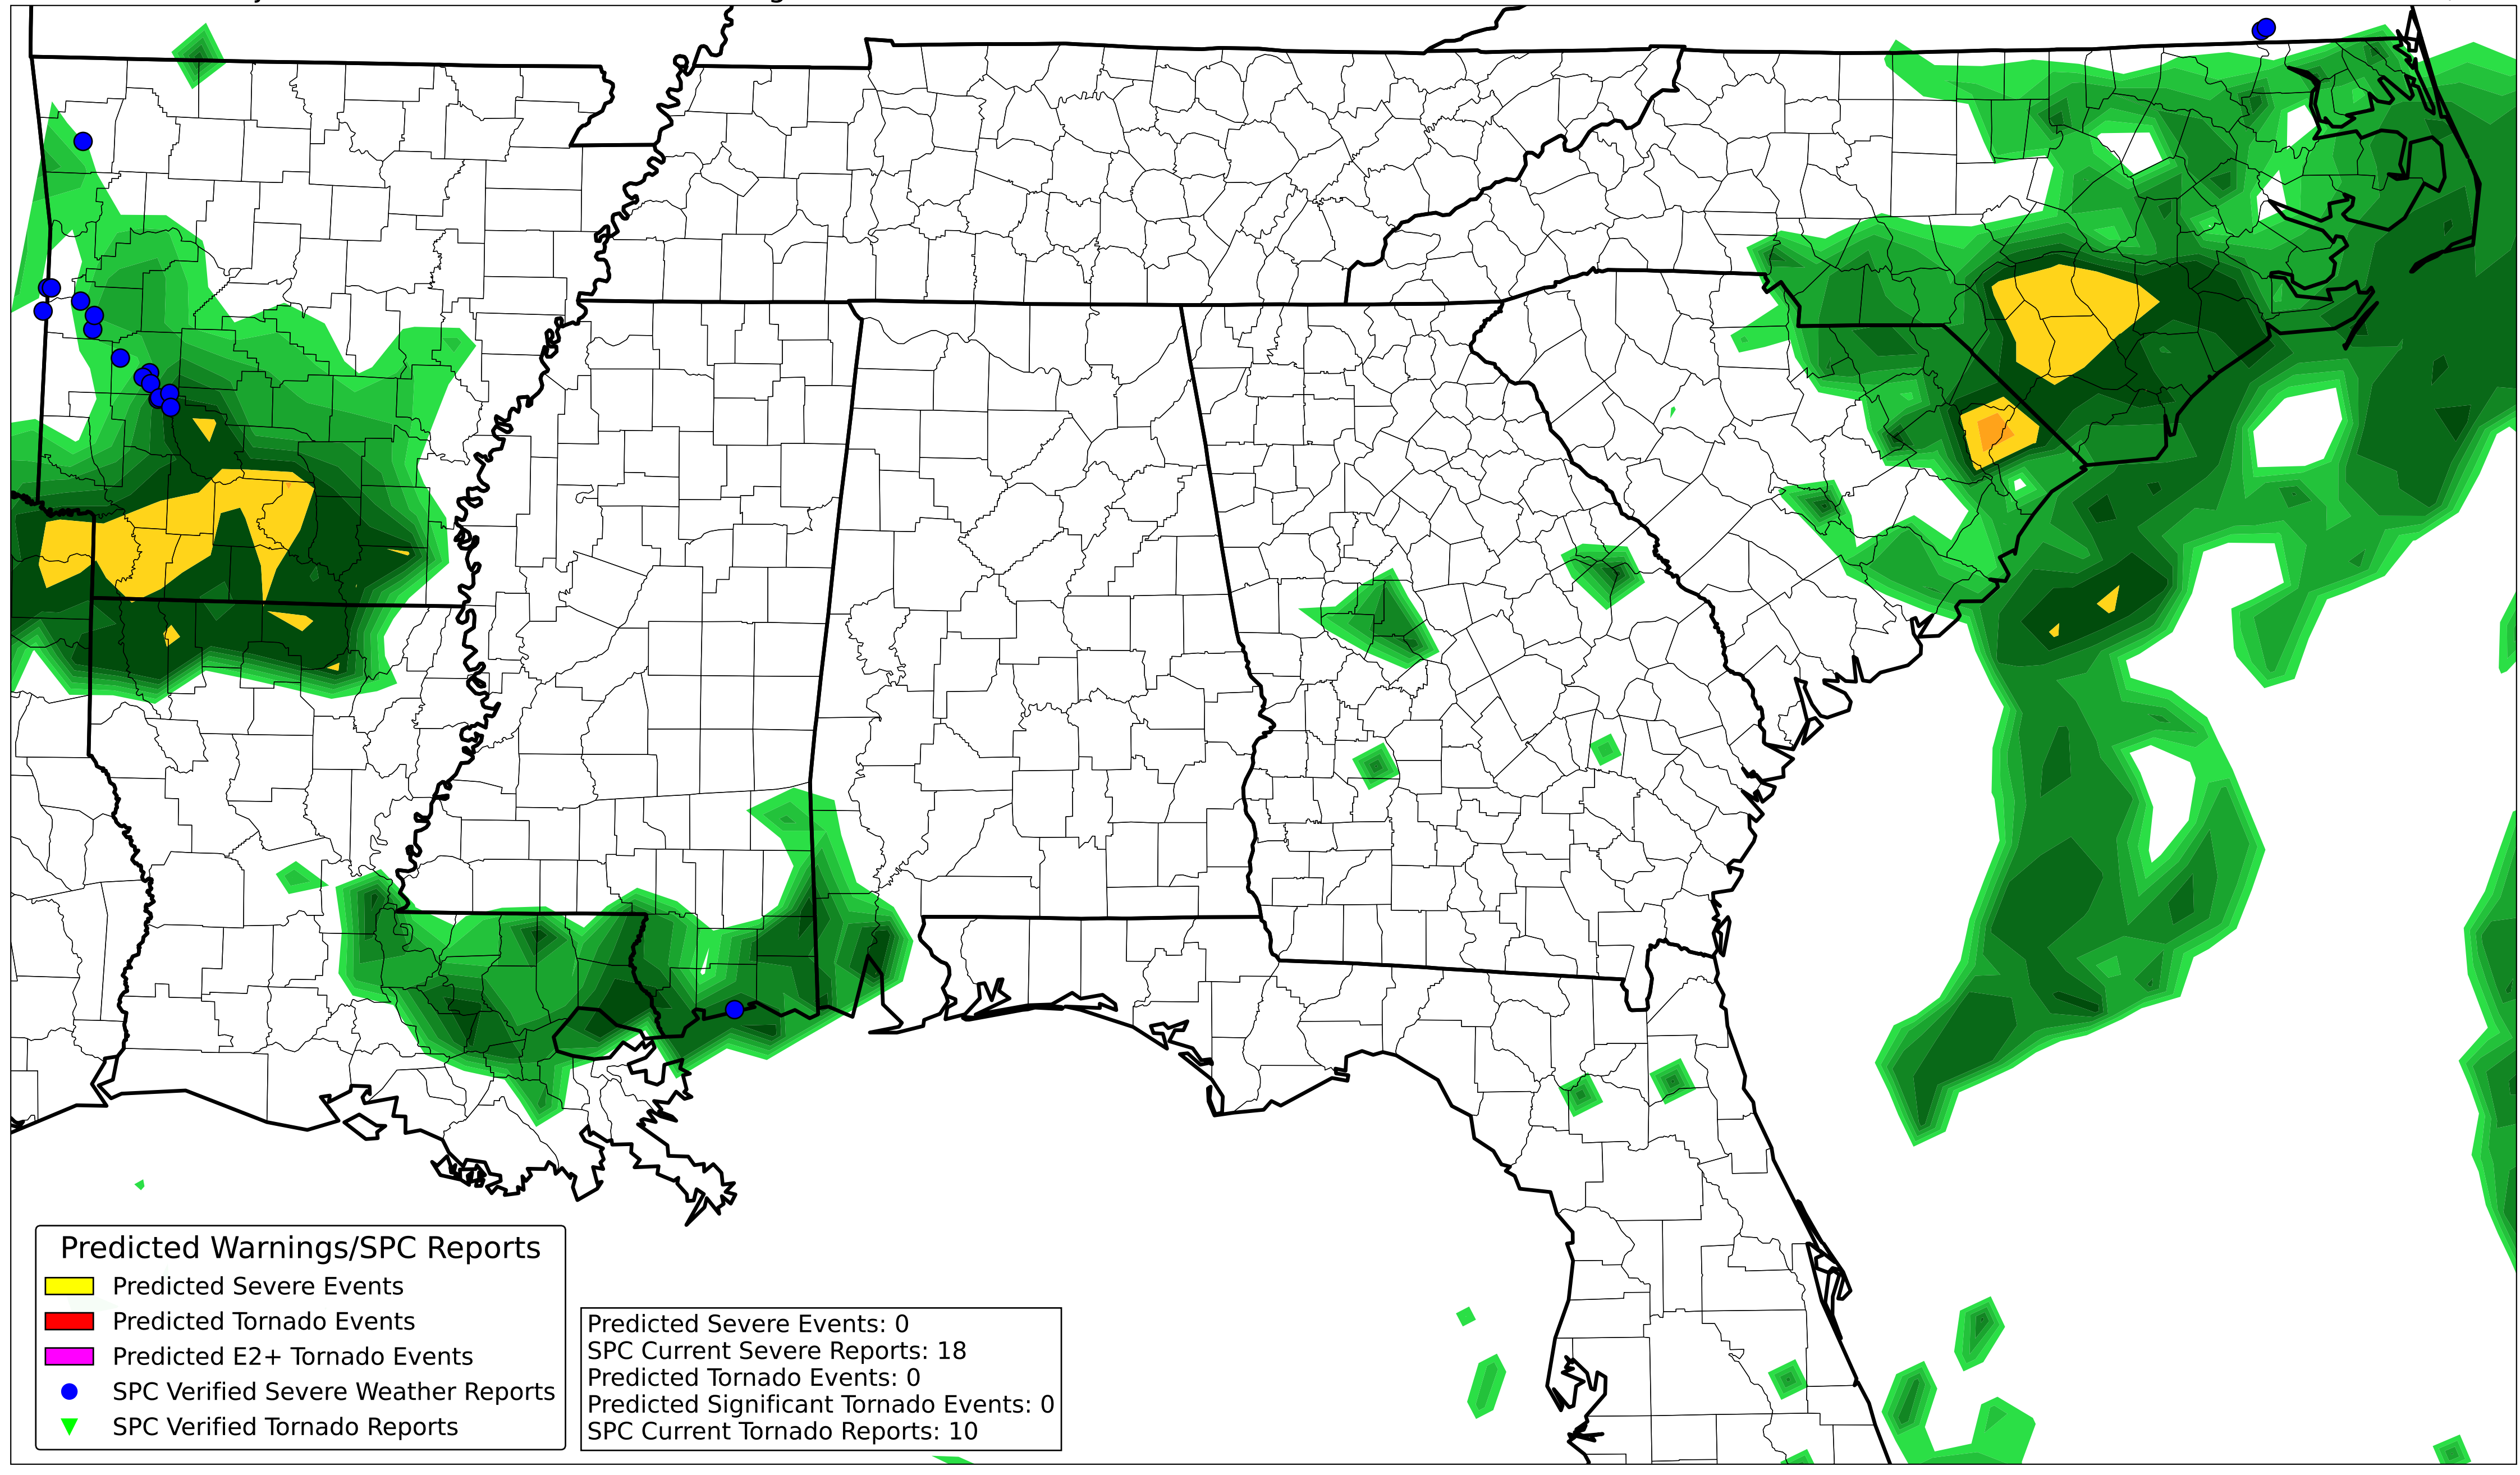 Predicted Warnings/SPC Reports
Predicted Severe Events
Predicted Tornado Events
Predicted E2+ Tornado Events
SPC Verified Severe Weather Reports
SPC Verified Tornado Reports
Predicted Severe Events: 0
SPC Current Severe Reports: 18
Predicted Tornado Events: 0
Predicted Significant Tornado Events: 0
SPC Current Tornado Reports: 10